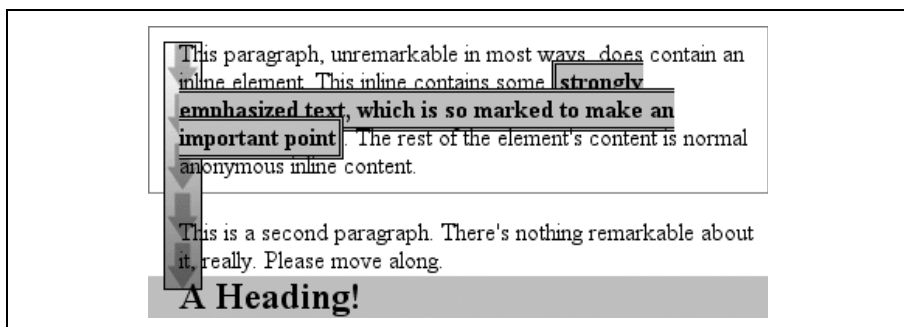 This paragraph, unremarkable in most ways, does contain an
inline element. This inline contains some strongly
emphasized text, which is so marked to make an
important point. The rest of the element's content is normal
anonymous inline content.
This is a second paragraph. There's nothing remarkable about
it, really. Please move along.
A Heading!